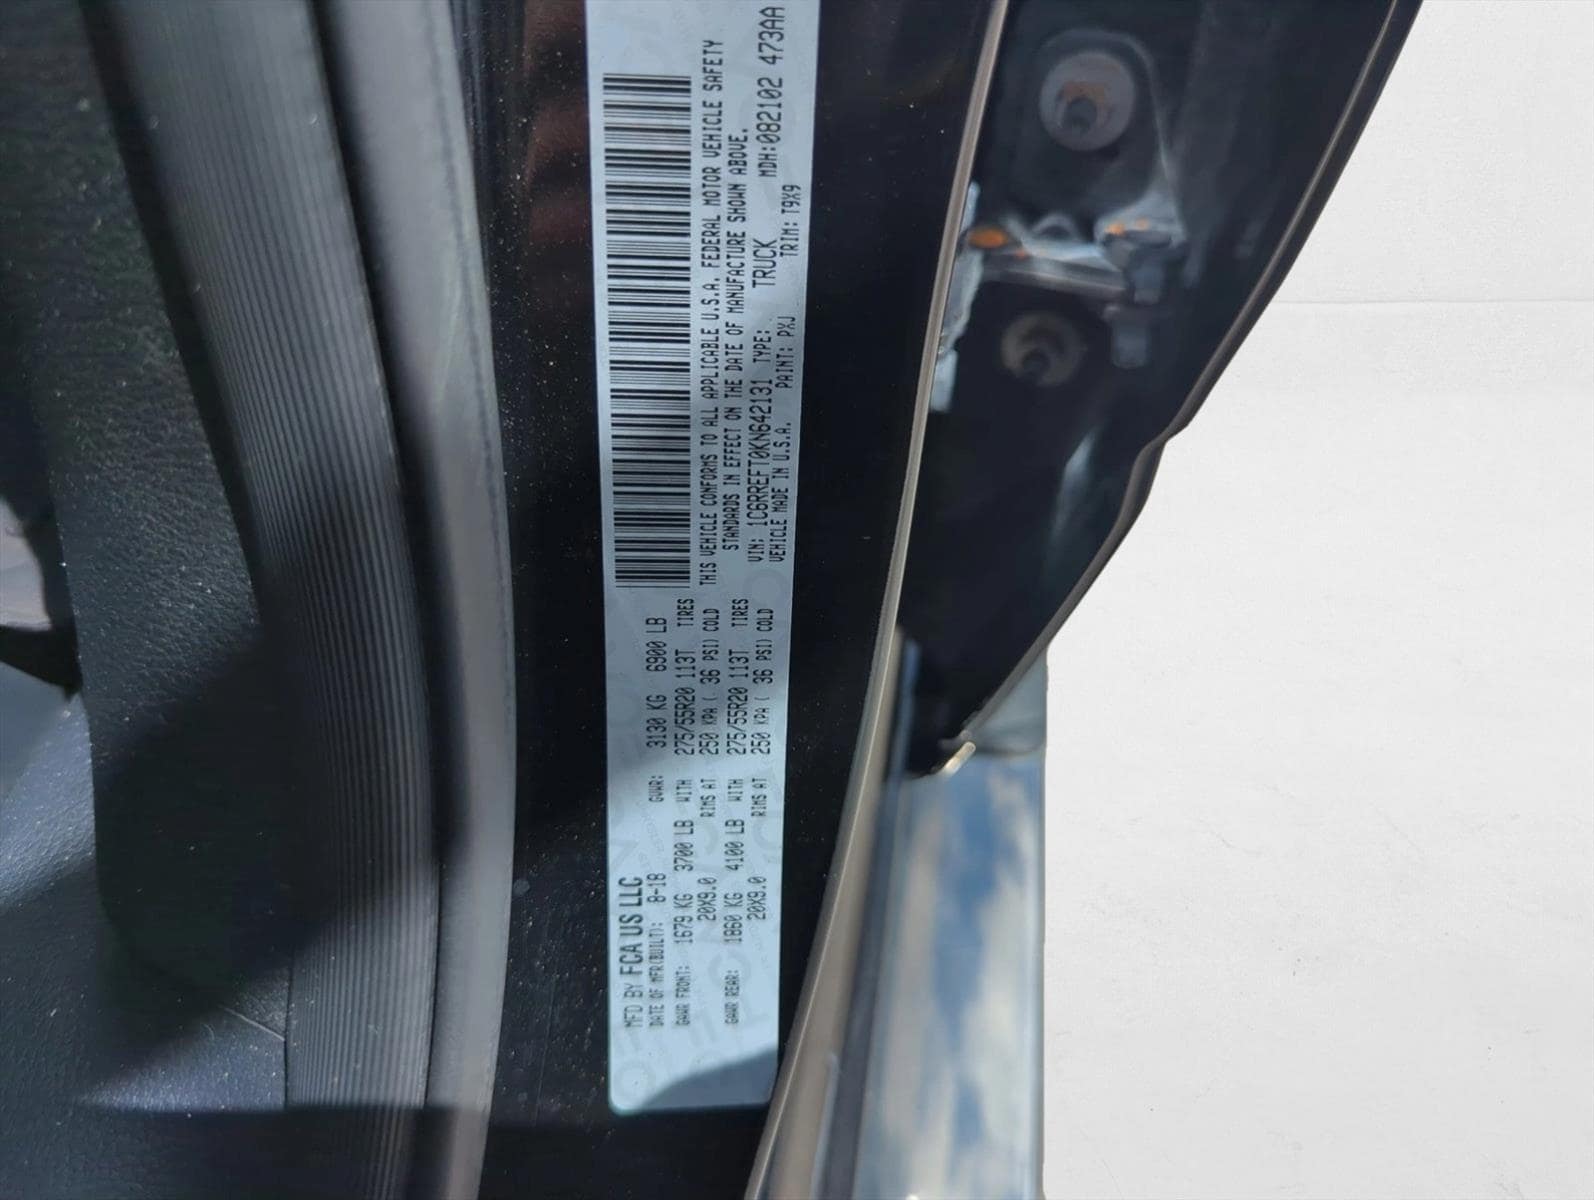 MFD BY FCA US LLC
DATE OF MFR(BUILT): 8-18 GVWR: 3130 KG 6900 LB
GAWR FRONT: 1679 KG 3700 LB WITH 275/55R20 113T TIRES
20X9.0 RIMS AT 250 KPA ( 36 PSI) COLD
GAWR REAR: 1860 KG 4100 LB WITH 275/55R20 113T TIRES
20X9.0 RIMS AT 250 KPA ( 36 PSI) COLD
THIS VEHICLE CONFORMS TO ALL APPLICABLE U.S.A. FEDERAL MOTOR VEHICLE SAFETY
STANDARDS IN EFFECT ON THE DATE OF MANUFACTURE SHOWN ABOVE.
VIN: 1C6RREFT0KN642131 TYPE: TRUCK MDH:082102 473AA
VEHICLE MADE IN U.S.A. PAINT: PXJ TRIM: T9X9